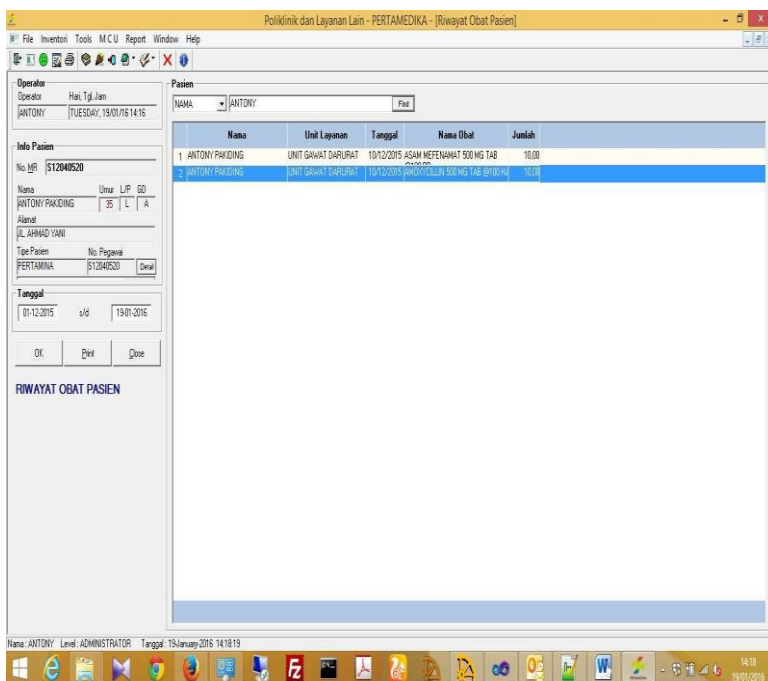 Poliklinik dan Layanan Lain - PERTAMEDIKA - [Riwayat Obat Pasien]
File Inventori Tools M C U Report Window Help
Operator
Operator Hari, Tgl, Jam
ANTONY TUESDAY, 19/01/16 14:16
Info Pasien
No. MR S12040520
Nama Umur L/P GD
ANTONY PAKIDING 35 L A
Alamat
JL. AHMAD YANI
Tipe Pasien No. Pegawai
PERTAMINA S12040520 Detail
Tanggal
01-12-2015 s/d 19-01-2016
OK Print Close
RIWAYAT OBAT PASIEN
Pasien
NAMA ANTONY Find
Nama Unit Layanan Tanggal Nama Obat Jumlah
1 ANTONY PAKIDING UNIT GAWAT DARURAT 10/12/2015 ASAM MEFENAMAT 500 MG TAB 10,00
2 ANTONY PAKIDING UNIT GAWAT DARURAT 10/12/2015 AMOXYCILLIN 500 MG TAB @100 HJ 10,00
Nama : ANTONY Level : ADMINISTRATOR Tanggal : 19-January-2016 14:18:19
14:18
19/01/2016